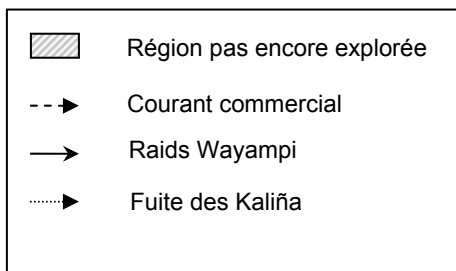 Région pas encore explorée
Courant commercial
Raids Wayampi
Fuite des Kaliña